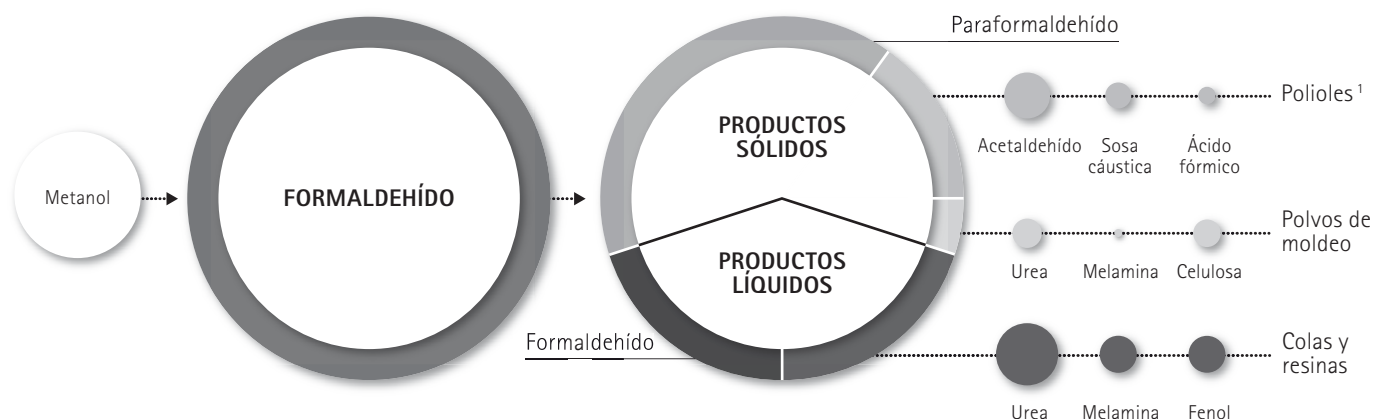 Paraformaldehído
Metanol
FORMALDEHÍDO
PRODUCTOS
SÓLIDOS
PRODUCTOS
LÍQUIDOS
Formaldehído
Acetaldehído
Sosa
cáustica
Ácido
fórmico
Polioles 1
Urea
Melamina
Celulosa
Polvos de
moldeo
Urea
Melamina
Fenol
Colas y
resinas